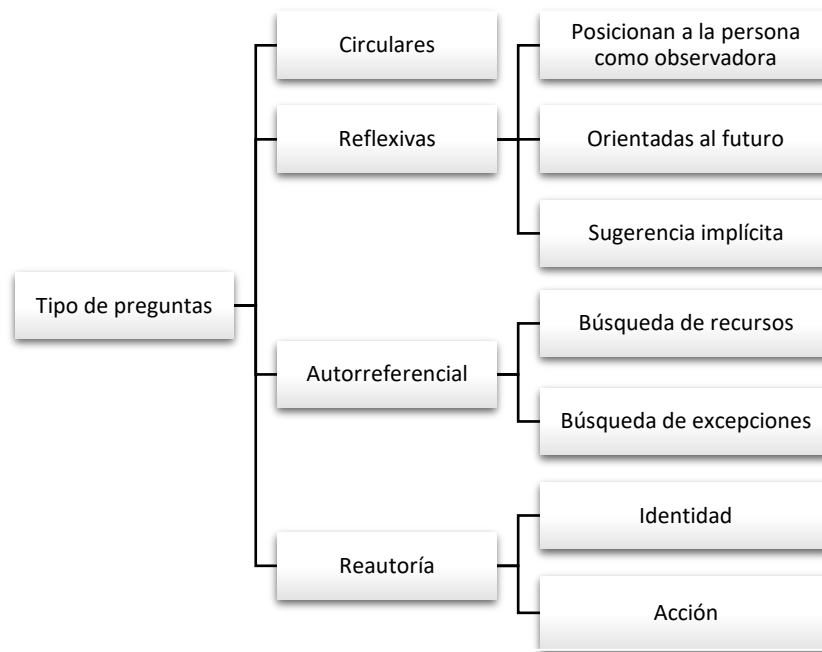 Tipo de preguntas
Circulares
Reflexivas
Posicionan a la persona
como observadora
Orientadas al futuro
Sugerencia implícita
Autorreferencial
Búsqueda de recursos
Búsqueda de excepciones
Reautoría
Identidad
Acción